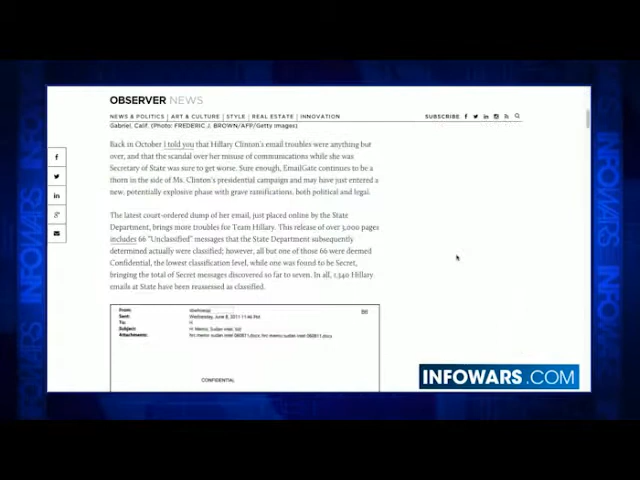 OBSERVER NEWS
NEWS & POLITICS | ART & CULTURE | STYLE | REAL ESTATE | INNOVATION
SUBSCRIBE
Gabriel, Calif. (Photo: FREDERIC J. BROWN/AFP/Getty Images)
Back in October I told you that Hillary Clinton's email troubles were anything but
over, and that the scandal over her misuse of communications while she was
Secretary of State was sure to get worse. Sure enough, EmailGate continues to be a
thorn in the side of Ms. Clinton's presidential campaign and may have just entered a
new, potentially explosive phase with grave ramifications, both political and legal.
The latest court-ordered dump of her email, just placed online by the State
Department, brings more troubles for Team Hillary. This release of over 3,000 pages
includes 66 "Unclassified" messages that the State Department subsequently
determined actually were classified; however, all but one of those 66 were deemed
Confidential, the lowest classification level, while one was found to be Secret,
bringing the total of Secret messages discovered so far to seven. In all, 1,340 Hillary
emails at State have been reassessed as classified.
From:
Sent: Wednesday, June 8, 2011
To: H
Subject: H: Memo, Sudan intel. Sid
Attachments:
CONFIDENTIAL
INFOWARS.COM
INFOWARS
INFOWARS
INFOWARS